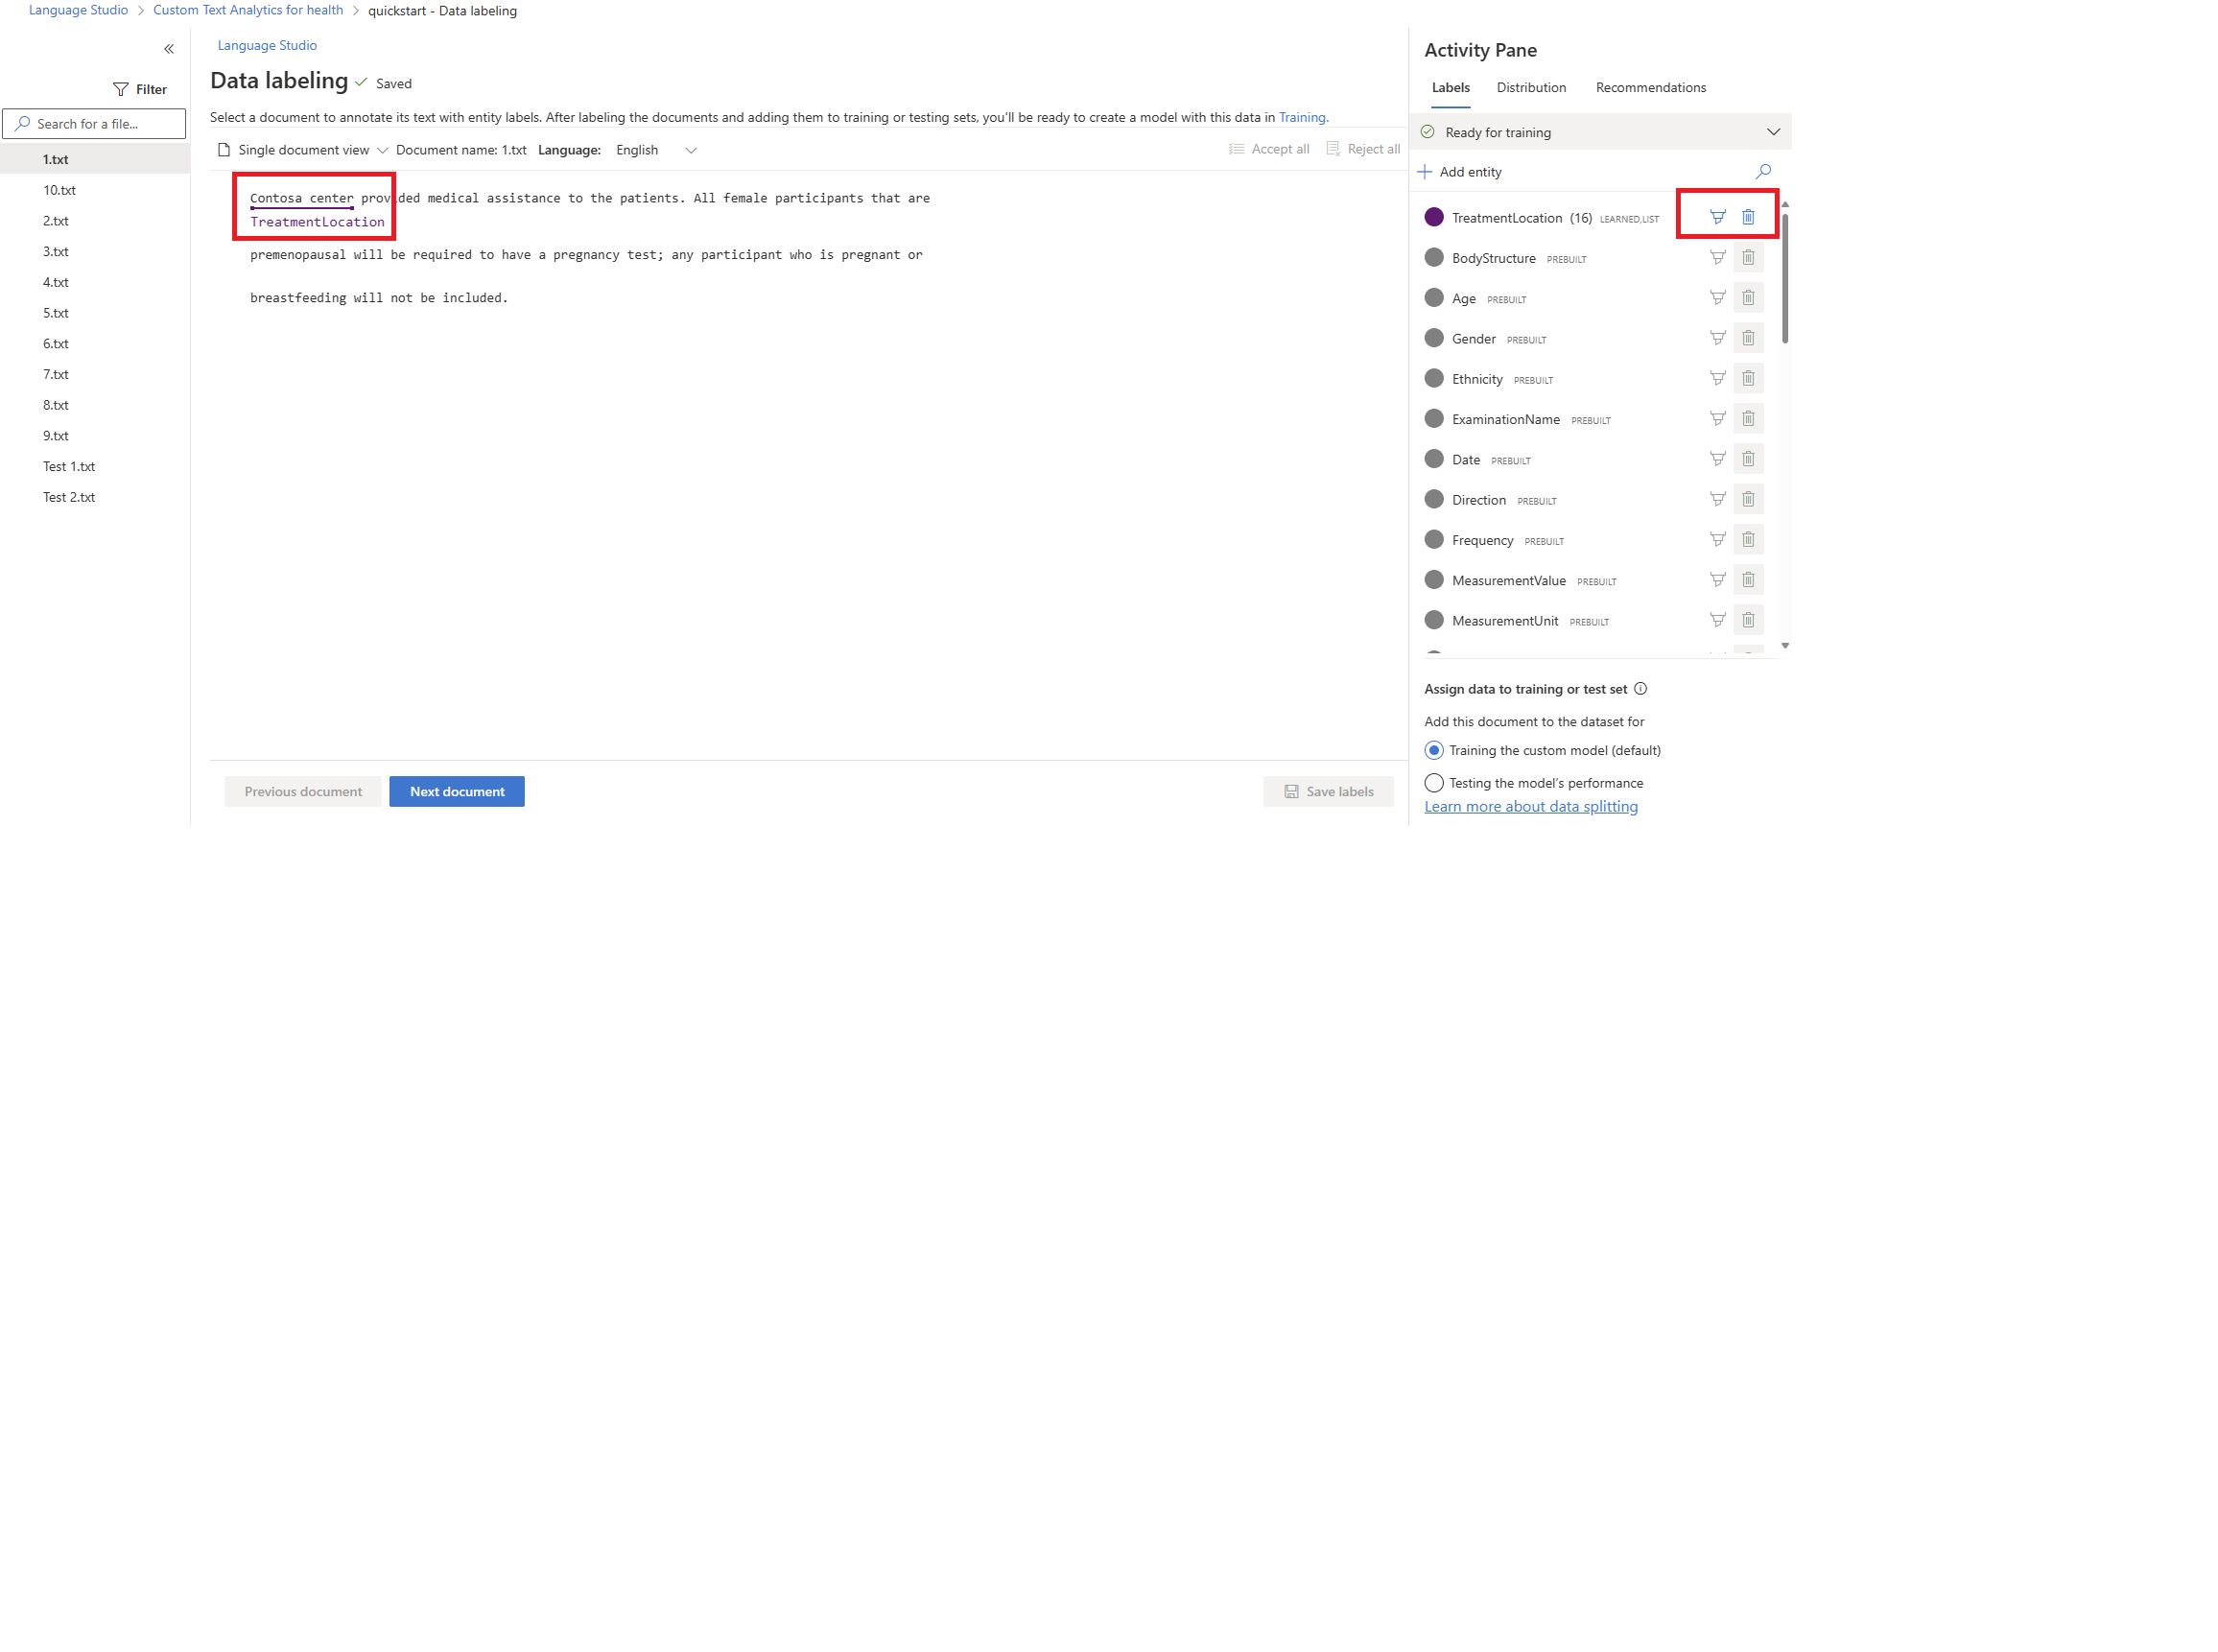 Language Studio > Custom Text Analytics for health > quickstart - Data labeling
Filter
Search for a file...
1.txt
10.txt
2.txt
3.txt
4.txt
5.txt
6.txt
7.txt
8.txt
9.txt
Test 1.txt
Test 2.txt
Language Studio
Data labeling Saved
Select a document to annotate its text with entity labels. After labeling the documents and adding them to training or testing sets, you'll be ready to create a model with this data in Training.
Single document view Document name: 1.txt Language: English Accept all Reject all
Contosa center provided medical assistance to the patients. All female participants that are
TreatmentLocation
premenopausal will be required to have a pregnancy test; any participant who is pregnant or
breastfeeding will not be included.
Previous document Next document Save labels
Activity Pane
Labels Distribution Recommendations
Ready for training
Add entity
TreatmentLocation (16) LEARNED,LIST
BodyStructure PREBUILT
Age PREBUILT
Gender PREBUILT
Ethnicity PREBUILT
ExaminationName PREBUILT
Date PREBUILT
Direction PREBUILT
Frequency PREBUILT
MeasurementValue PREBUILT
MeasurementUnit PREBUILT
Assign data to training or test set
Add this document to the dataset for
Training the custom model (default)
Testing the model's performance
Learn more about data splitting